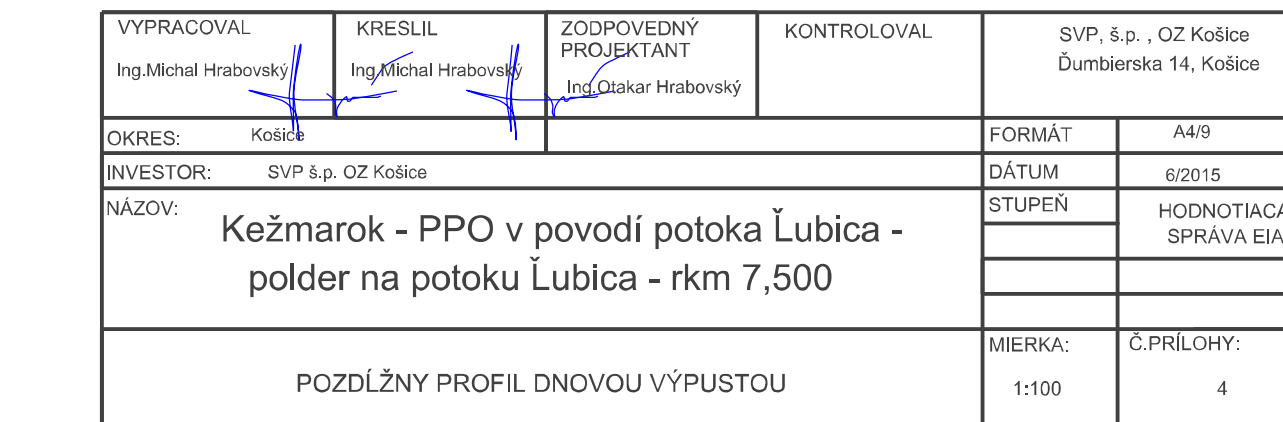 VYPRACOVAL
Ing.Michal Hrabovský
KRESLIL
Ing.Michal Hrabovský
ZODPOVEDNÝ
PROJEKTANT
Ing.Otakar Hrabovský
KONTROLOVAL
SVP, š.p. , OZ Košice
Ďumbierska 14, Košice
OKRES: Košice
FORMÁT A4/9
INVESTOR: SVP š.p. OZ Košice
DÁTUM 6/2015
NÁZOV:
Kežmarok - PPO v povodí potoka Ľubica -
polder na potoku Ľubica - rkm 7,500
STUPEŇ
HODNOTIACA
SPRÁVA EIA
POZDĹŽNY PROFIL DNOVOU VÝPUSTOU
MIERKA:
1:100
Č.PRÍLOHY:
4